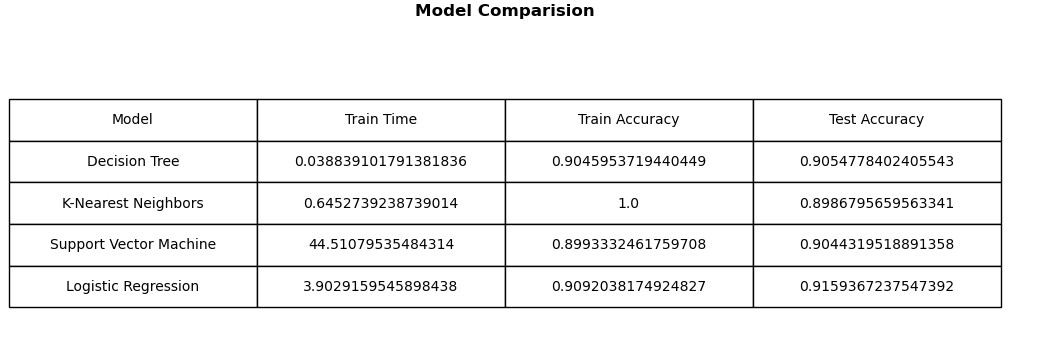 Model Comparision
Model Train Time Train Accuracy Test Accuracy
Decision Tree 0.038839101791381836 0.9045953719440449 0.9054778402405543
K-Nearest Neighbors 0.6452739238739014 1.0 0.8986795659563341
Support Vector Machine 44.51079535484314 0.8993332461759708 0.9044319518891358
Logistic Regression 3.9029159545898438 0.9092038174924827 0.9159367237547392